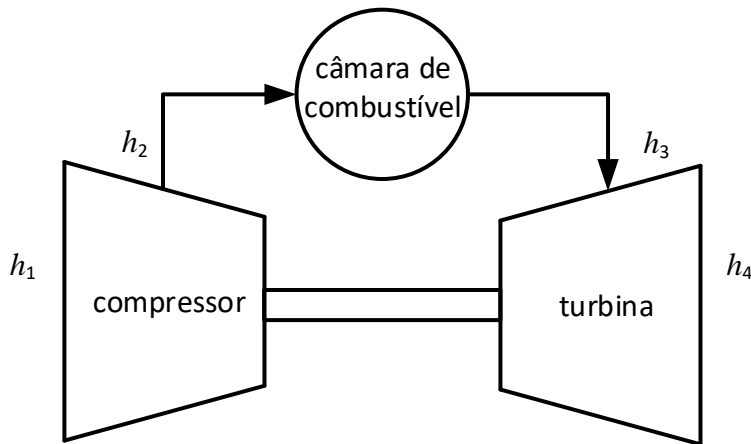 câmara de
combustível
h2
h3
h1
compressor
turbina
h4